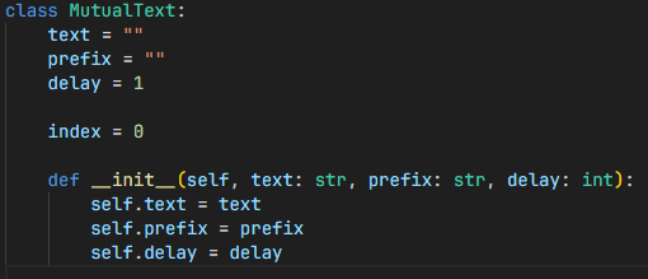 class MutualText:
    text = ""
    prefix = ""
    delay = 1

    index = 0

    def __init__(self, text: str, prefix: str, delay: int):
        self.text = text
        self.prefix = prefix
        self.delay = delay